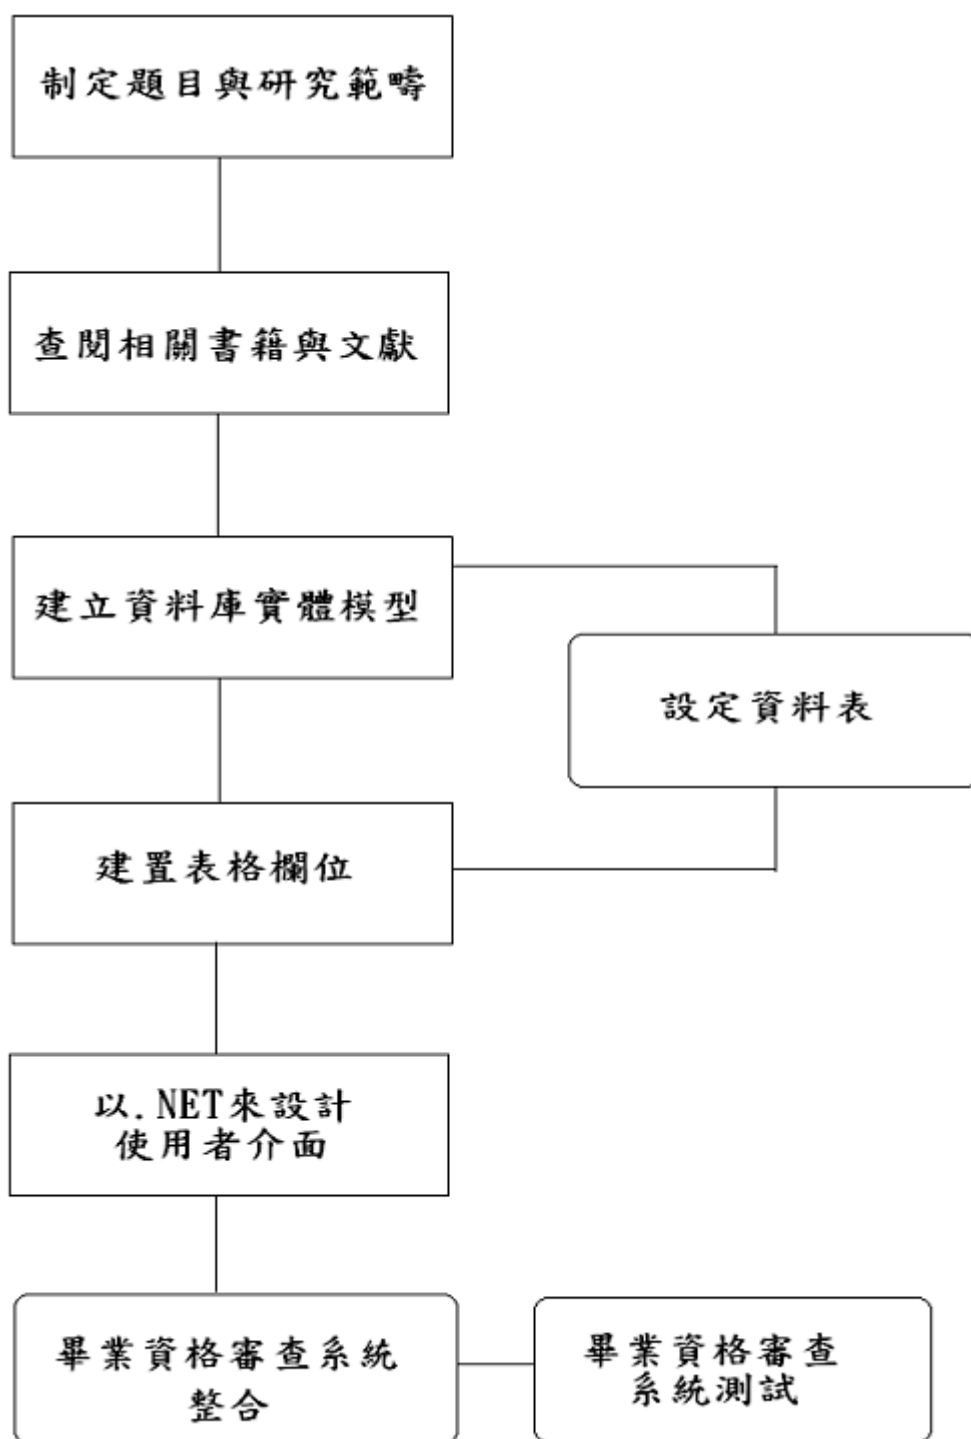 制定題目與研究範疇
查閱相關書籍與文獻
建立資料庫實體模型
設定資料表
建置表格欄位
以.NET來設計
使用者介面
畢業資格審查系統
整合
畢業資格審查
系統測試